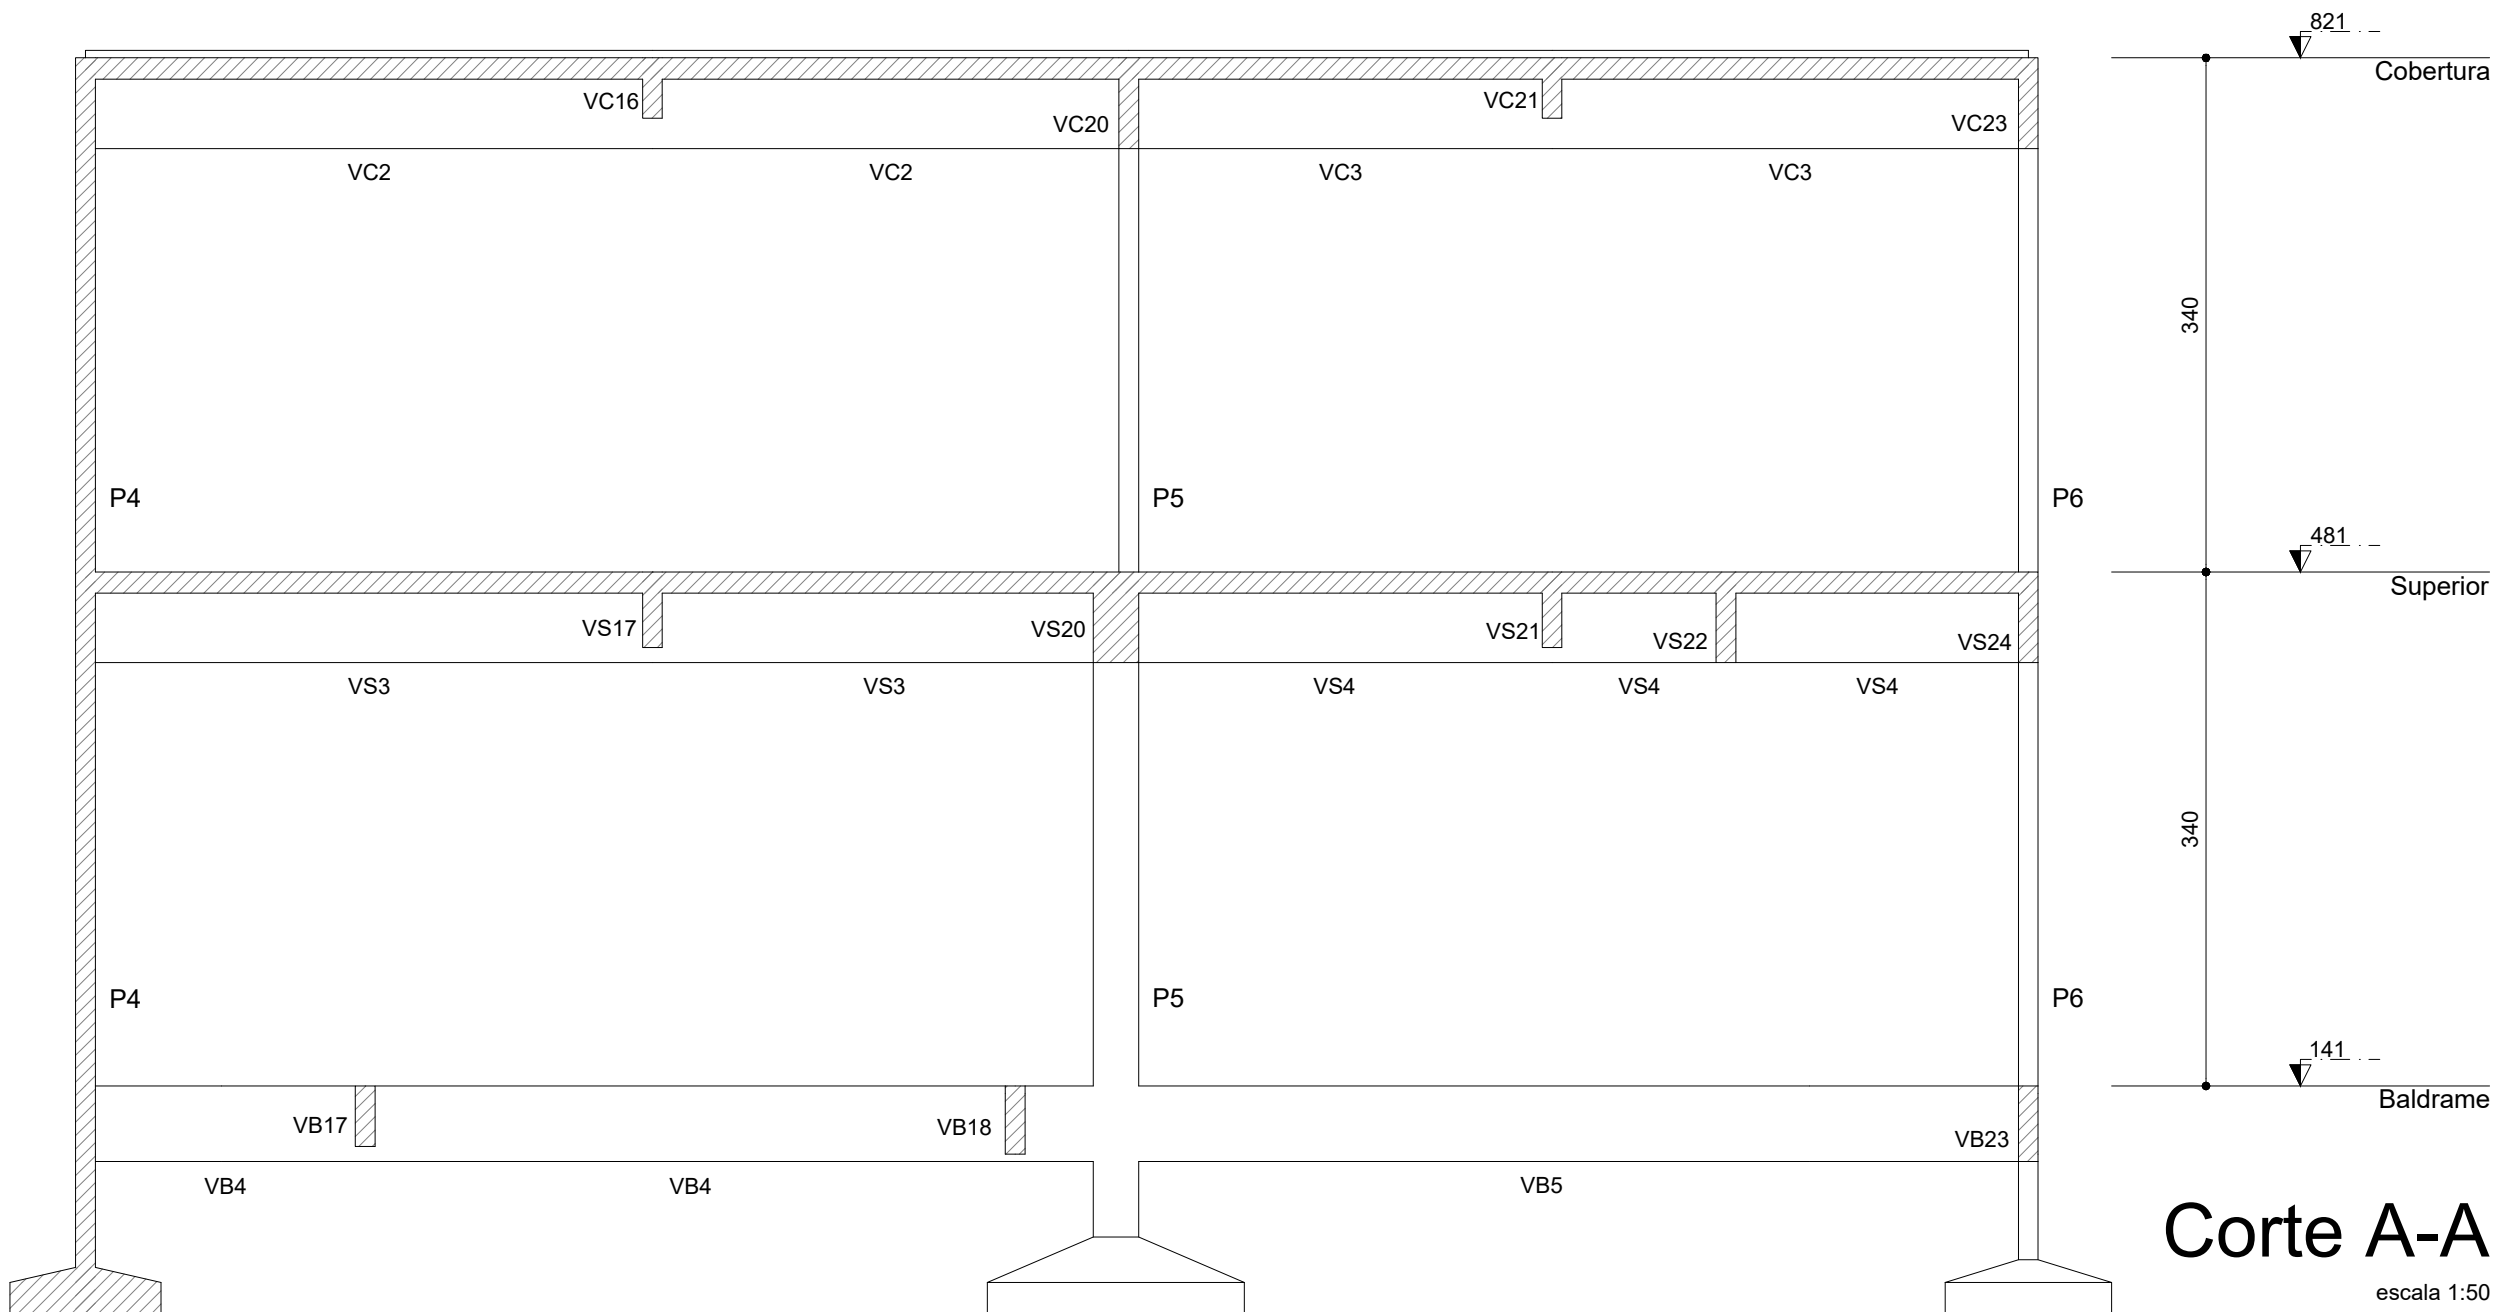 821
Cobertura
VC16
VC21
VC20
VC23
VC2
VC2
VC3
VC3
340
P4
P5
P6
481
Superior
VS17
VS20
VS21
VS22
VS24
VS3
VS3
VS4
VS4
VS4
340
P4
P5
P6
141
Baldrame
VB17
VB18
VB23
VB4
VB4
VB5
Corte A-A
escala 1:50